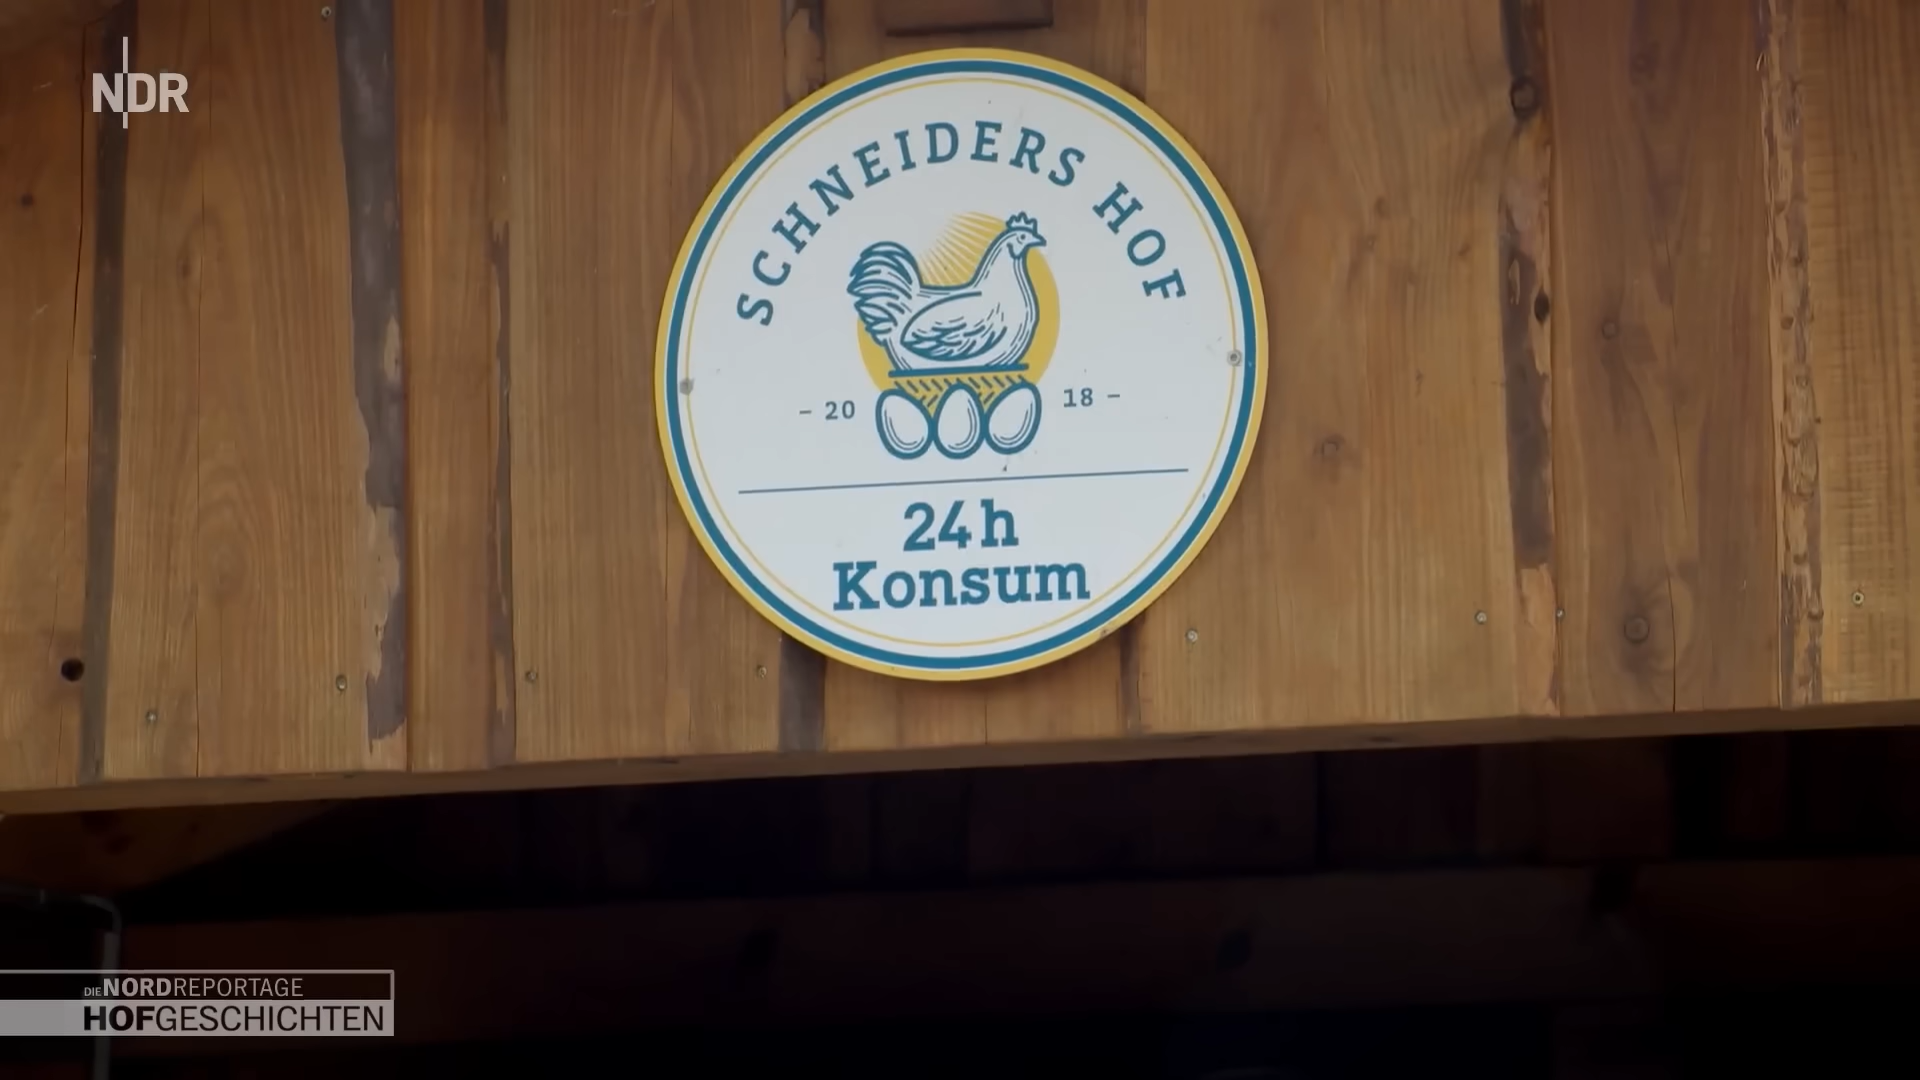 NDR
SCHNEIDERS HOF
- 20 18 -
24h
Konsum
DIE NORDREPORTAGE
HOFGESCHICHTEN